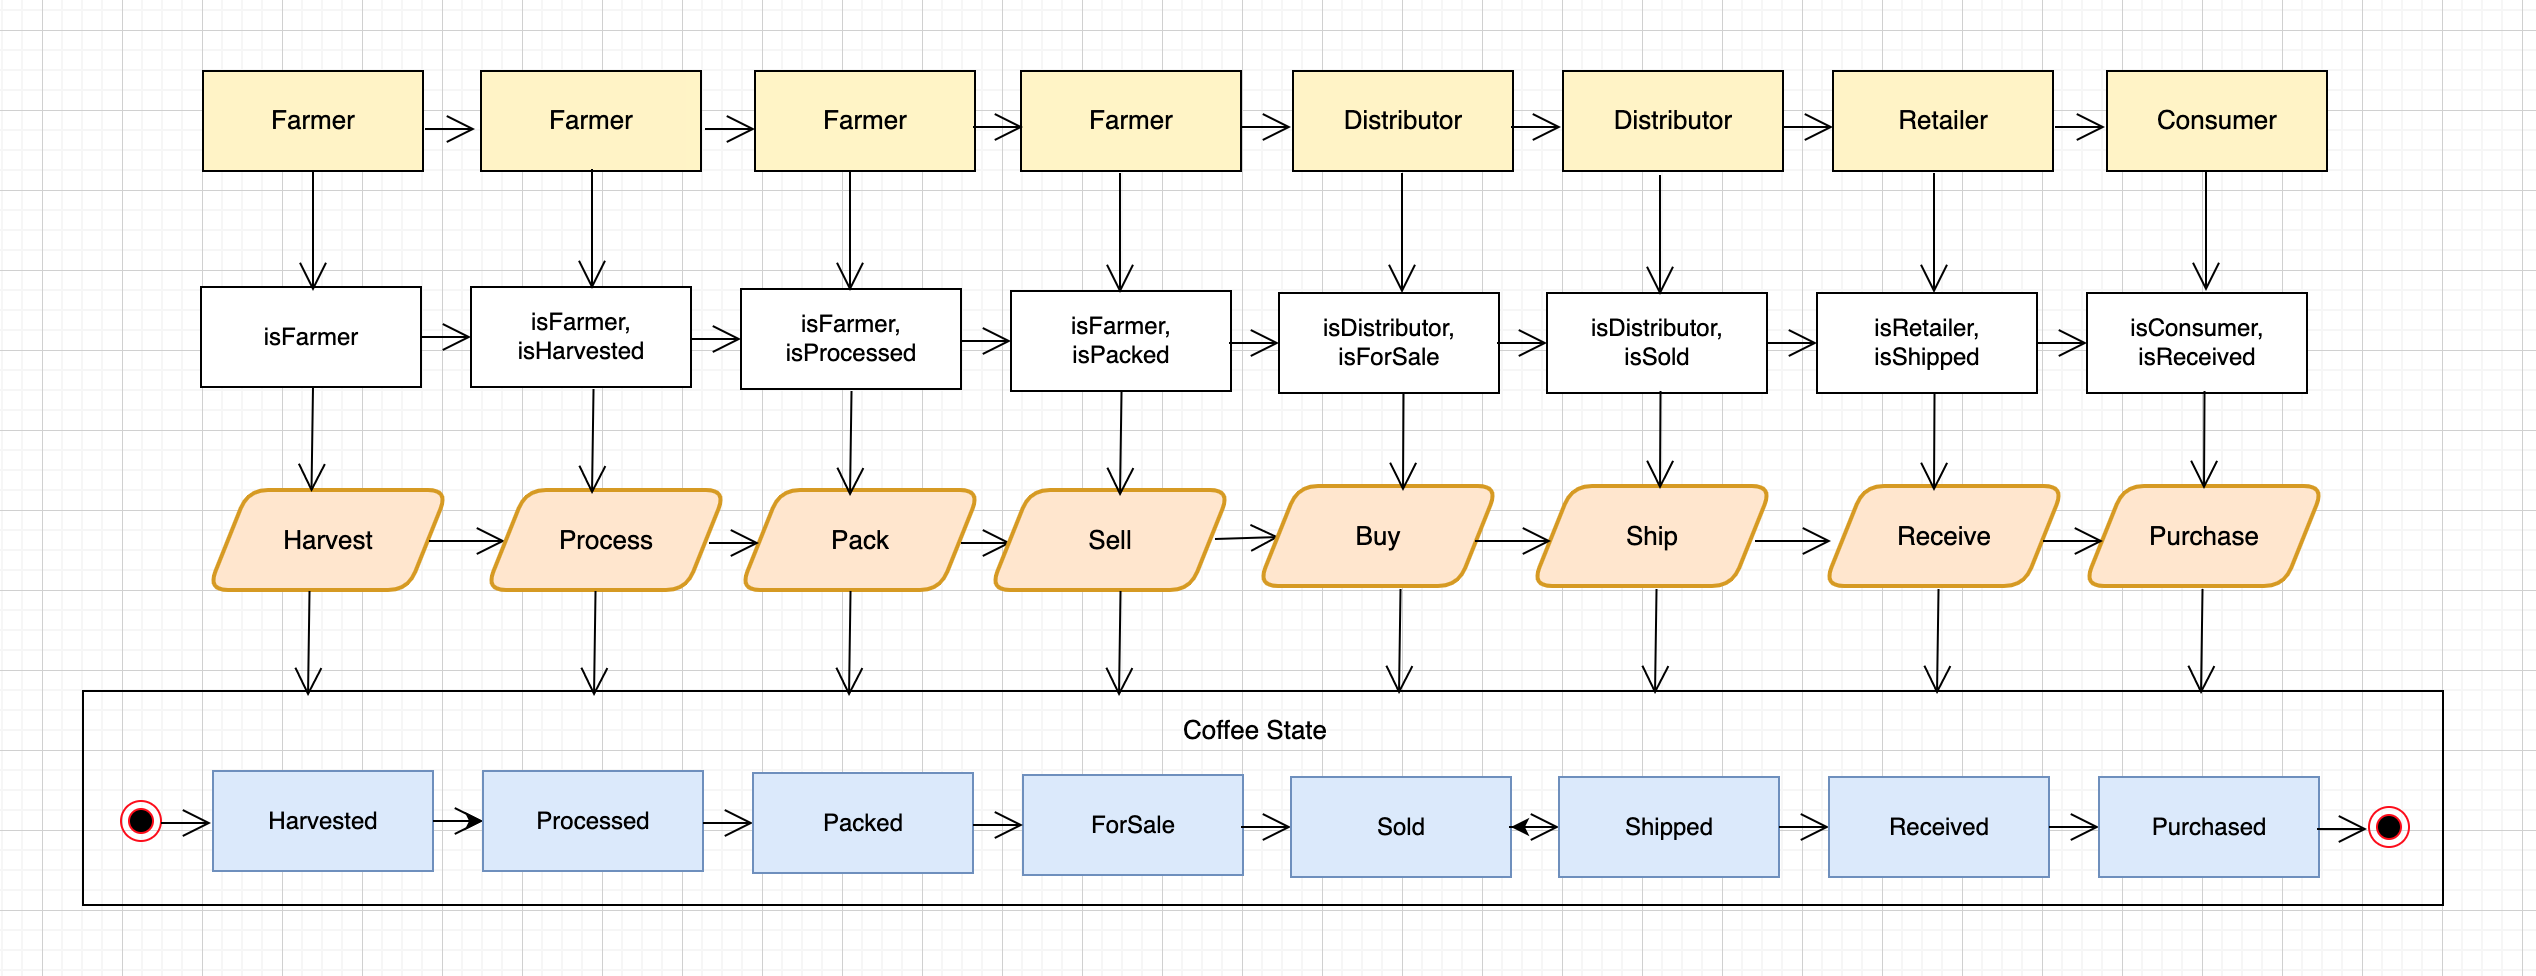 Farmer
Farmer
Farmer
Farmer
Distributor
Distributor
Retailer
Consumer
isFarmer
isFarmer,
isHarvested
isFarmer,
isProcessed
isFarmer,
isPacked
isDistributor,
isForSale
isDistributor,
isSold
isRetailer,
isShipped
isConsumer,
isReceived
Harvest
Process
Pack
Sell
Buy
Ship
Receive
Purchase
Coffee State
Harvested
Processed
Packed
ForSale
Sold
Shipped
Received
Purchased